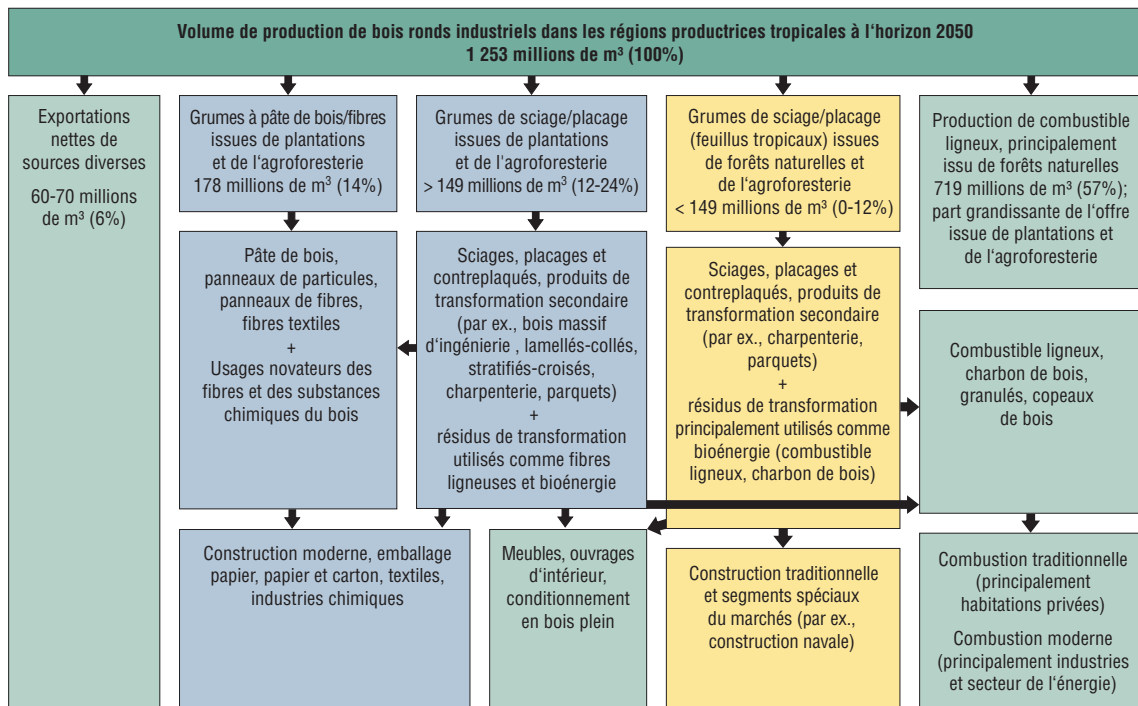 Volume de production de bois ronds industriels dans les régions productrices tropicales à l‘horizon 2050
1 253 millions de m³ (100%)
Exportations
nettes de
sources diverses
60-70 millions
de m³ (6%)
Grumes à pâte de bois/fibres
issues de plantations
et de l‘agroforesterie
178 millions de m³ (14%)
Grumes de sciage/placage
issues de plantations
et de l‘agroforesterie
> 149 millions de m³ (12-24%)
Grumes de sciage/placage
(feuillus tropicaux) issues
de forêts naturelles et
de l‘agroforesterie
< 149 millions de m³ (0-12%)
Production de combustible
ligneux, principalement
issu de forêts naturelles
719 millions de m³ (57%);
part grandissante de l‘offre
issue de plantations et
de l‘agroforesterie
Pâte de bois,
panneaux de particules,
panneaux de fibres,
fibres textiles
+
Usages novateurs des
fibres et des substances
chimiques du bois
Sciages, placages et
contreplaqués, produits de
transformation secondaire
(par ex., bois massif
d‘ingénierie , lamellés-collés,
stratifiés-croisés,
charpenterie, parquets)
+
résidus de transformation
utilisés comme fibres
ligneuses et bioénergie
Sciages, placages et
contreplaqués, produits de
transformation secondaire
(par ex., charpenterie,
parquets)
+
résidus de transformation
principalement utilisés comme
bioénergie (combustible
ligneux, charbon de bois)
Combustible ligneux,
charbon de bois,
granulés, copeaux
de bois
Construction moderne, emballage
papier, papier et carton, textiles,
industries chimiques
Meubles, ouvrages
d‘intérieur,
conditionnement
en bois plein
Construction traditionnelle
et segments spéciaux
du marchés (par ex.,
construction navale)
Combustion traditionnelle
(principalement
habitations privées)
Combustion moderne
(principalement industries
et secteur de l‘énergie)